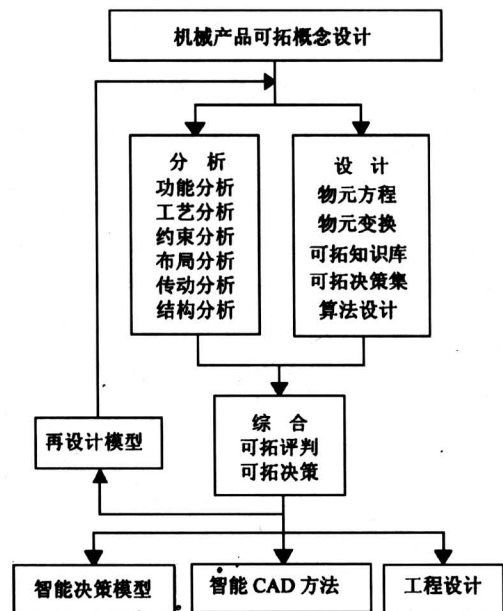 机械产品可拓概念设计
分 析
功能分析
工艺分析
约束分析
布局分析
传动分析
结构分析
设 计
物元方程
物元变换
可拓知识库
可拓决策集
算法设计
综 合
可拓评判
可拓决策
再设计模型
智能决策模型
智能 CAD 方法
工程设计